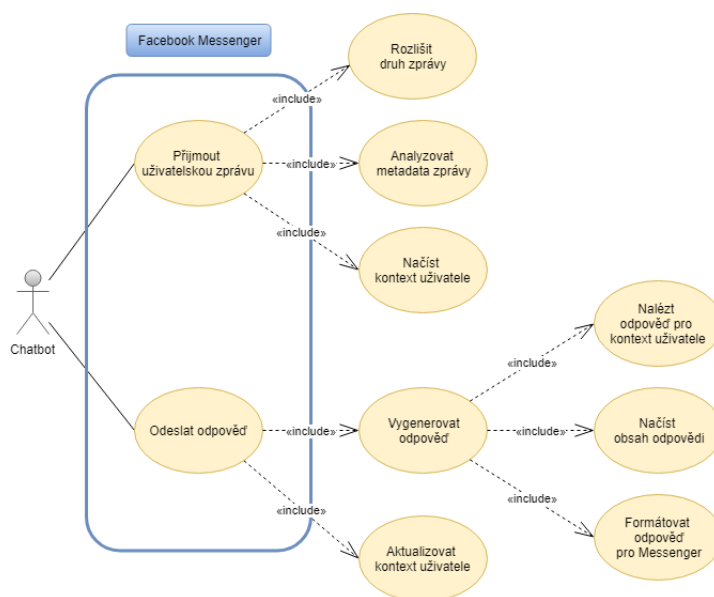 Facebook Messenger
Rozlišit
druh zprávy
«include»
Přijmout
uživatelskou zprávu
«include»
Analyzovat
metadata zprávy
«include»
Načíst
kontext uživatele
Chatbot
Nalézt
odpověď pro
kontext uživatele
«include»
Odeslat odpověď
«include»
Vygenerovat
odpověď
«include»
Načíst
obsah odpovědi
«include»
«include»
Formátovat
odpověď
pro Messenger
Aktualizovat
kontext uživatele